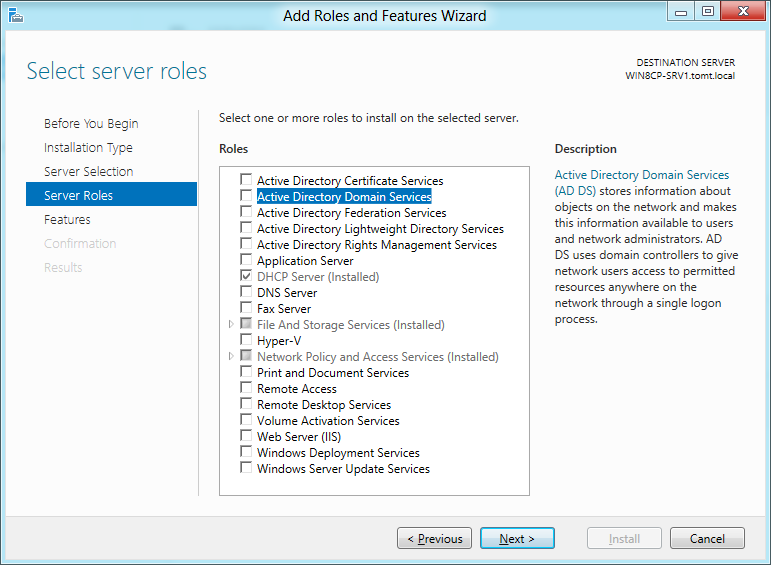 Add Roles and Features Wizard
Select server roles
DESTINATION SERVER
WIN8CP-SRV1.tomt.local
Before You Begin
Installation Type
Server Selection
Server Roles
Features
Confirmation
Results
Select one or more roles to install on the selected server.
Roles
Active Directory Certificate Services
Active Directory Domain Services
Active Directory Federation Services
Active Directory Lightweight Directory Services
Active Directory Rights Management Services
Application Server
DHCP Server (Installed)
DNS Server
Fax Server
File And Storage Services (Installed)
Hyper-V
Network Policy and Access Services (Installed)
Print and Document Services
Remote Access
Remote Desktop Services
Volume Activation Services
Web Server (IIS)
Windows Deployment Services
Windows Server Update Services
Description
Active Directory Domain Services
(AD DS) stores information about
objects on the network and makes
this information available to users
and network administrators. AD
DS uses domain controllers to give
network users access to permitted
resources anywhere on the
network through a single logon
process.
< Previous
Next >
Install
Cancel